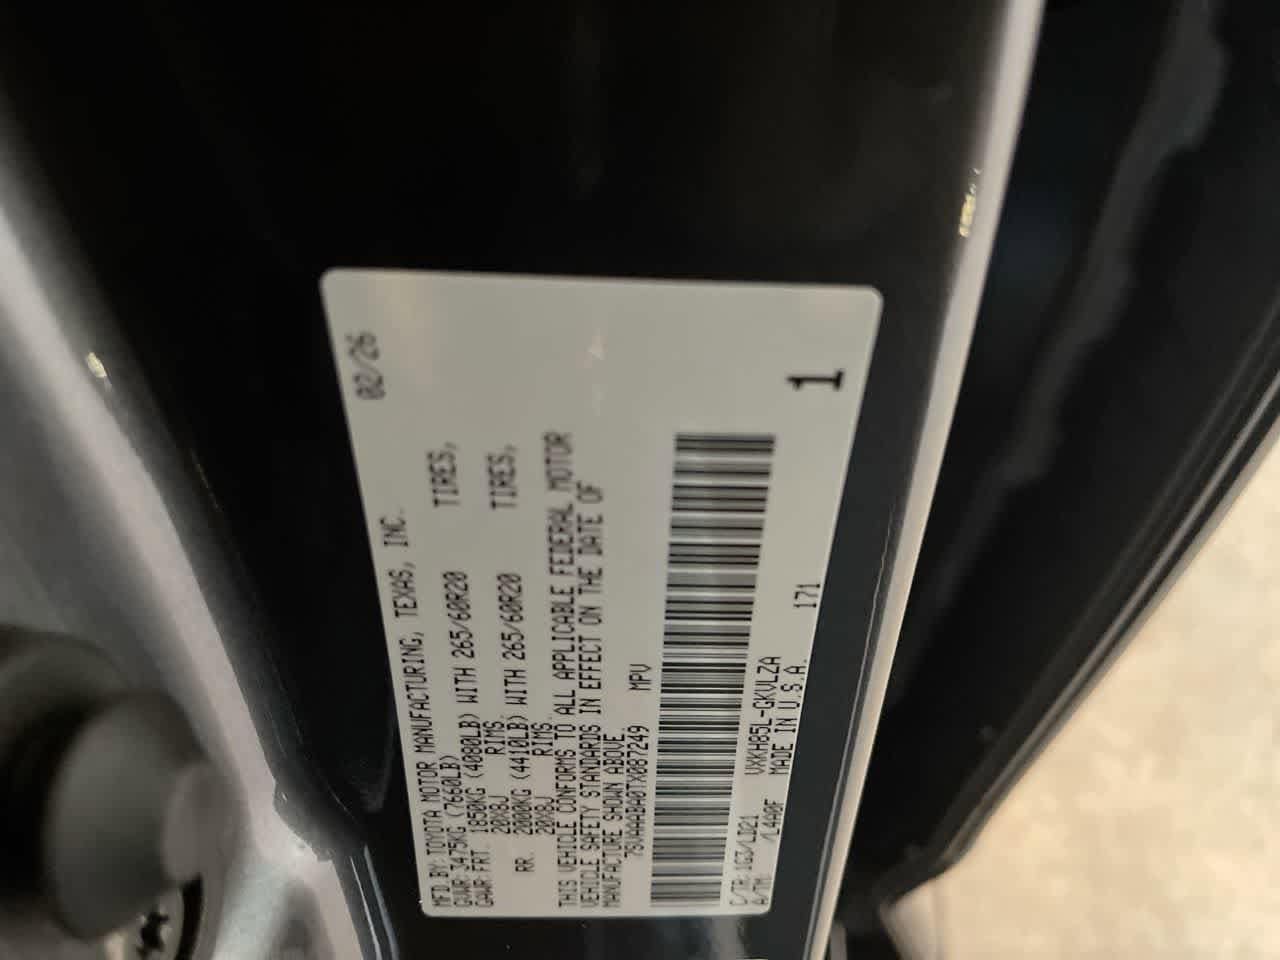 MFD.BY:TOYOTA MOTOR MANUFACTURING, TEXAS, INC. 02/26
GVWR:3475KG (7660LB)
GAWR:FRT. 1850KG (4080LB) WITH 265/60R20 TIRES,
20X8J RIMS.
RR. 2000KG (4410LB) WITH 265/60R20 TIRES,
20X8J RIMS.
THIS VEHICLE CONFORMS TO ALL APPLICABLE FEDERAL MOTOR
VEHICLE SAFETY STANDARDS IN EFFECT ON THE DATE OF
MANUFACTURE SHOWN ABOVE.
7SVAAABA0TX087249 MPV
C/TR:1G3/LD21 VXKH85L-GKVLZA 171
A/TM: /L4A0F MADE IN U.S.A.
1